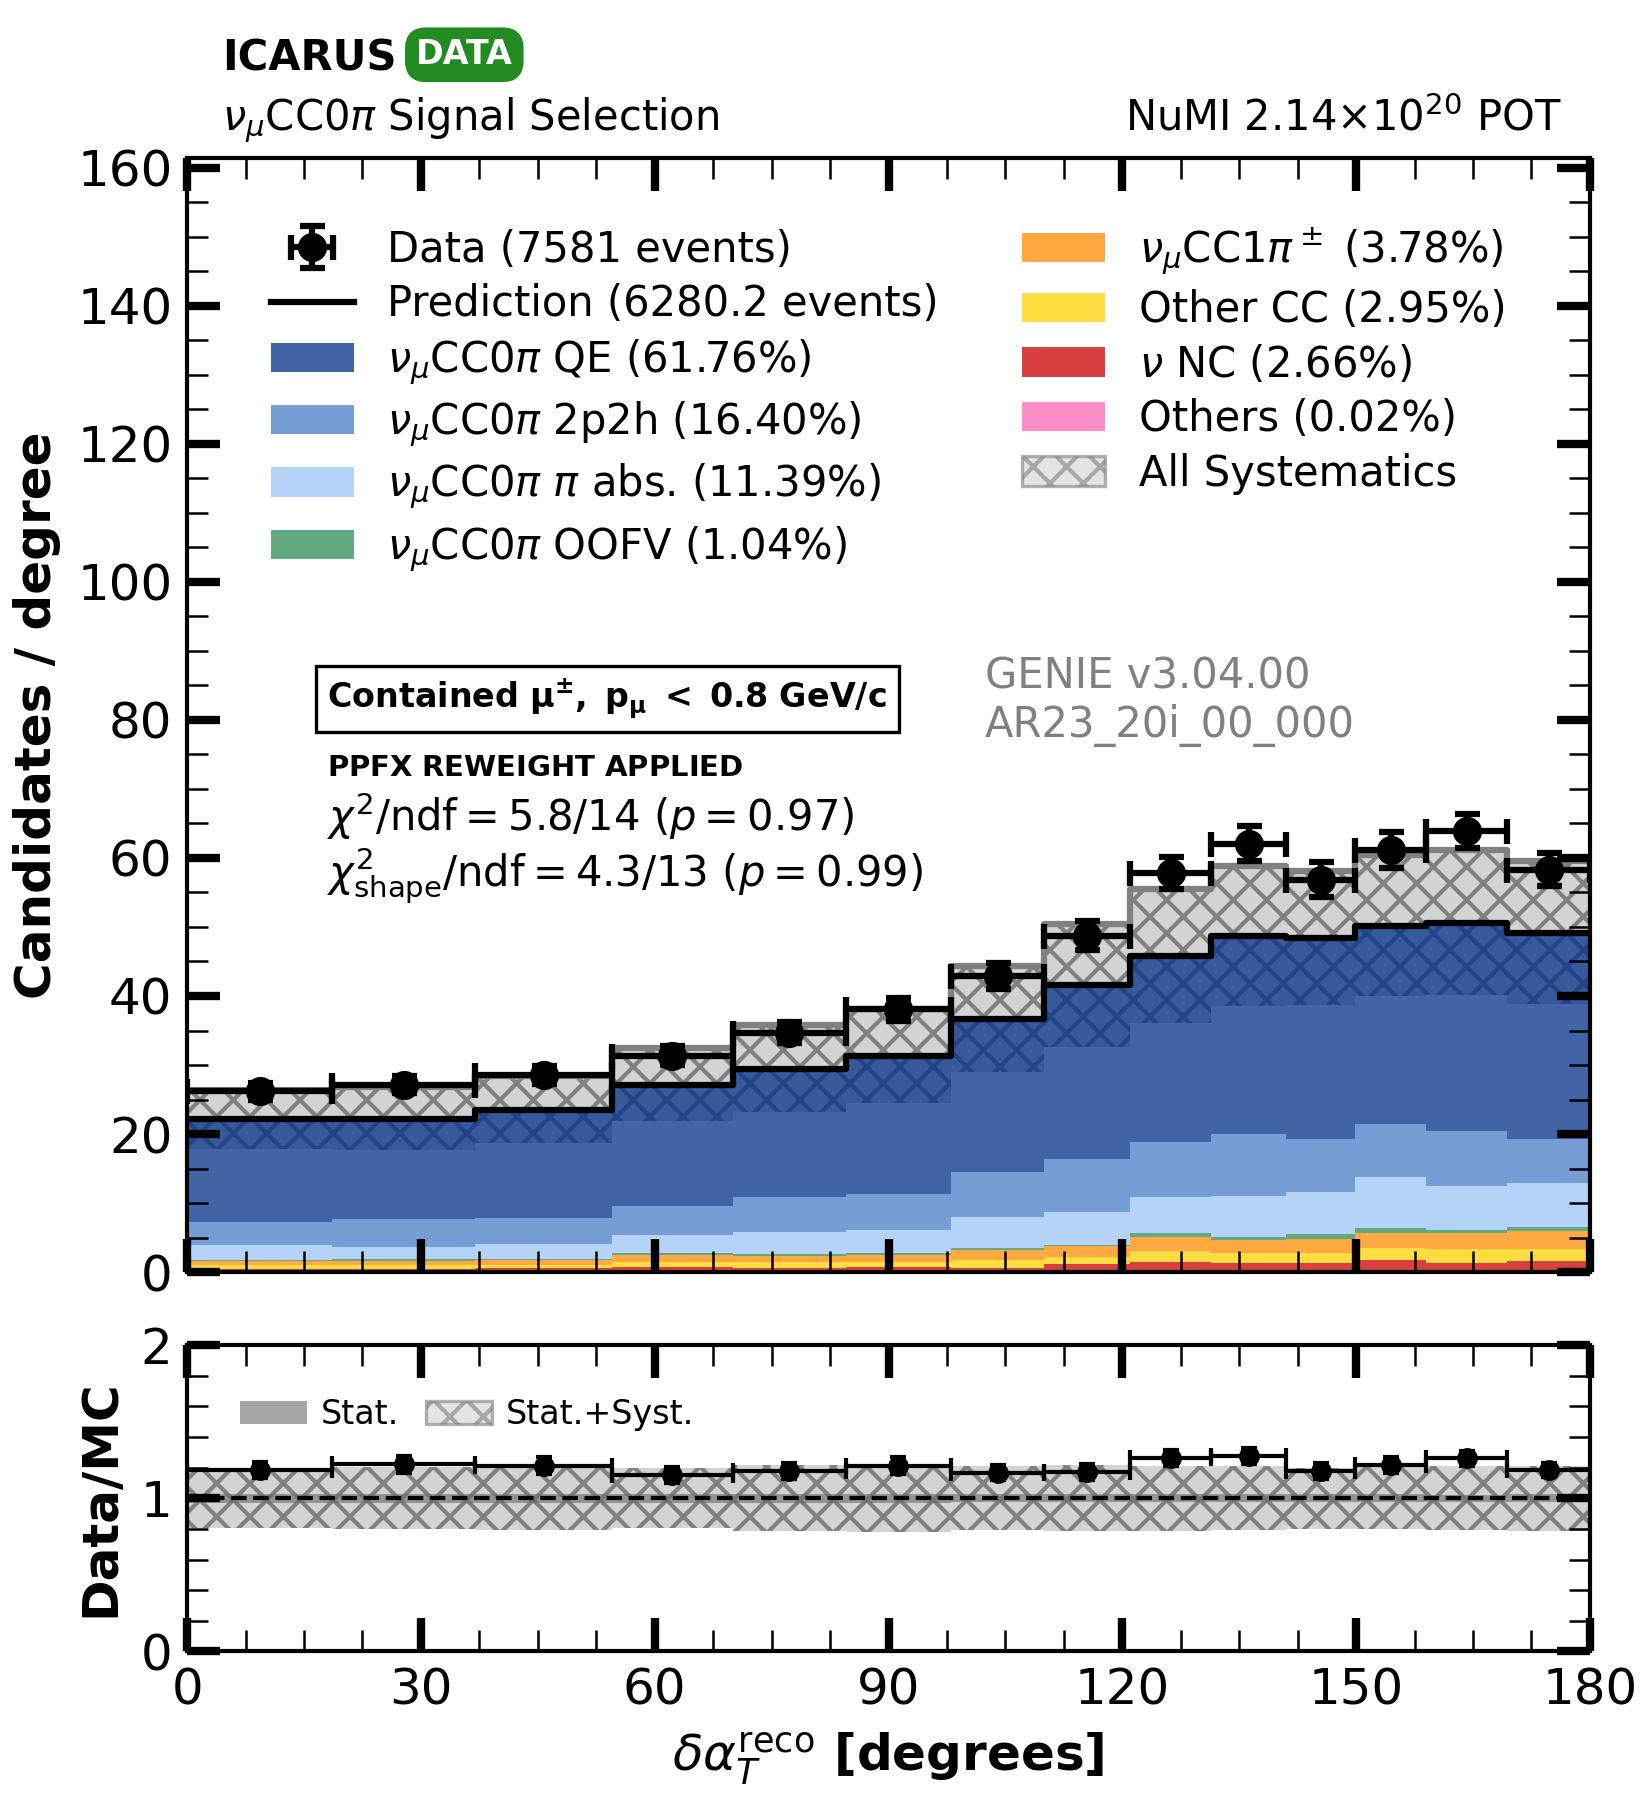 ICARUS DATA
νμCC0π Signal Selection
NuMI 2.14×10²⁰ POT
Candidates / degree
160
140
120
100
80
60
40
20
0
Data (7581 events)
Prediction (6280.2 events)
νμCC0π QE (61.76%)
νμCC0π 2p2h (16.40%)
νμCC0π π abs. (11.39%)
νμCC0π OOFV (1.04%)
νμCC1π± (3.78%)
Other CC (2.95%)
ν NC (2.66%)
Others (0.02%)
All Systematics
Contained μ±, pμ < 0.8 GeV/c
GENIE v3.04.00
AR23_20i_00_000
PPFX REWEIGHT APPLIED
χ²/ndf = 5.8/14 (p = 0.97)
χ²shape/ndf = 4.3/13 (p = 0.99)
Data/MC
2
1
0
Stat. Stat.+Syst.
0 30 60 90 120 150 180
δαT reco [degrees]